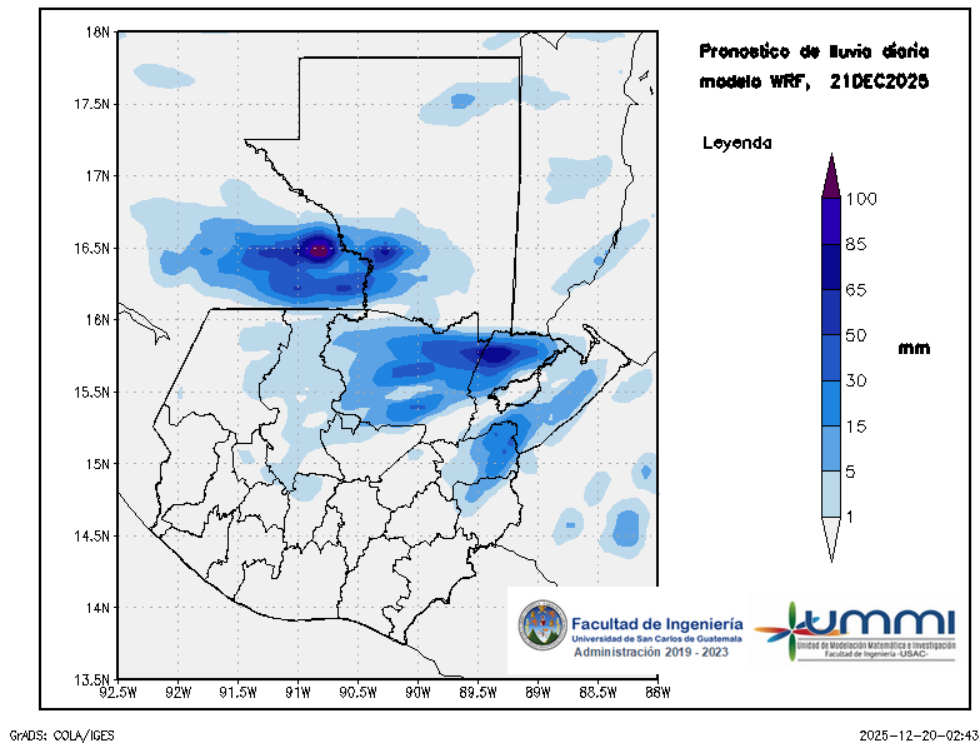 Pronostico de lluvia diaria
modelo WRF, 21DEC2025
Leyenda
100
85
65
50
30
15
5
1
mm
18N
17.5N
17N
16.5N
16N
15.5N
15N
14.5N
14N
13.5N
92.5W
92W
91.5W
91W
90.5W
90W
89.5W
89W
88.5W
88W
Facultad de Ingeniería
Universidad de San Carlos de Guatemala
Administración 2019 - 2023
ummi
Unidad de Modelación Matemática e Investigación
Facultad de Ingeniería -USAC-
GrADS: COLA/IGES
2025-12-20-02:43